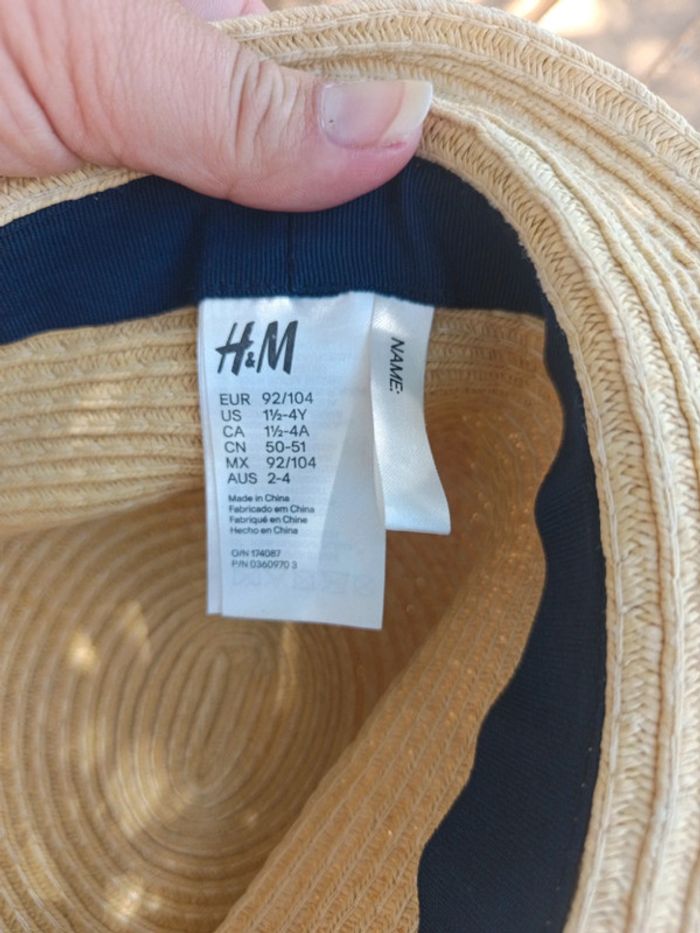 H&M
EUR 92/104
US 1½-4Y
CA 1½-4A
CN 50-51
MX 92/104
AUS 2-4
Made in China
Fabricado em China
Fabriqué en Chine
Hecho en China
O/N 174087
P/N 0360970 3
NAME: